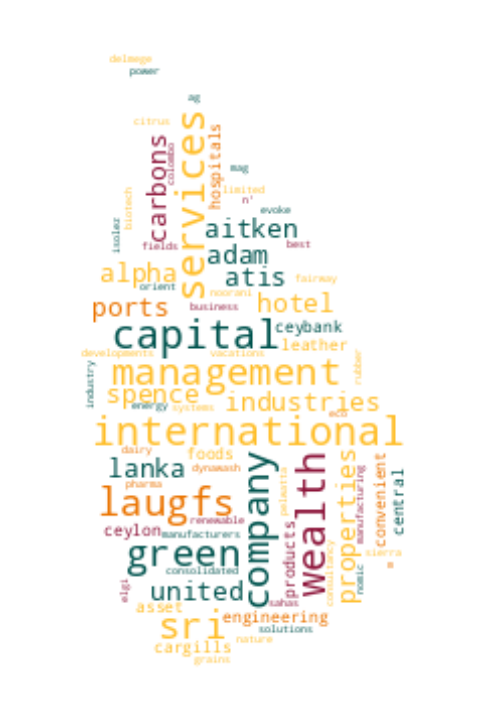 delmege
power
ag
citrus
services
hospitals
carbons
colombo
mag
limited
n'
biotech
evoke
aitken
isolez
fields
best
adam
alpha
atis
fairway
orient
noorani
ports
business
hotel
capital
ceybank
leather
developments
vacations
rubber
industry
management
spence
industries
energy
systems
eco
international
dairy
foods
lanka
dynawash
company
wealth
properties
manufacturing
convenient
central
pharma
palwatta
laugfs
renewable
ceylon
manufacturers
products
green
consolidated
sierra
m
nomic
consultancy
elgi
united
sahas
asset
engineering
sri
solutions
nature
cargills
grains